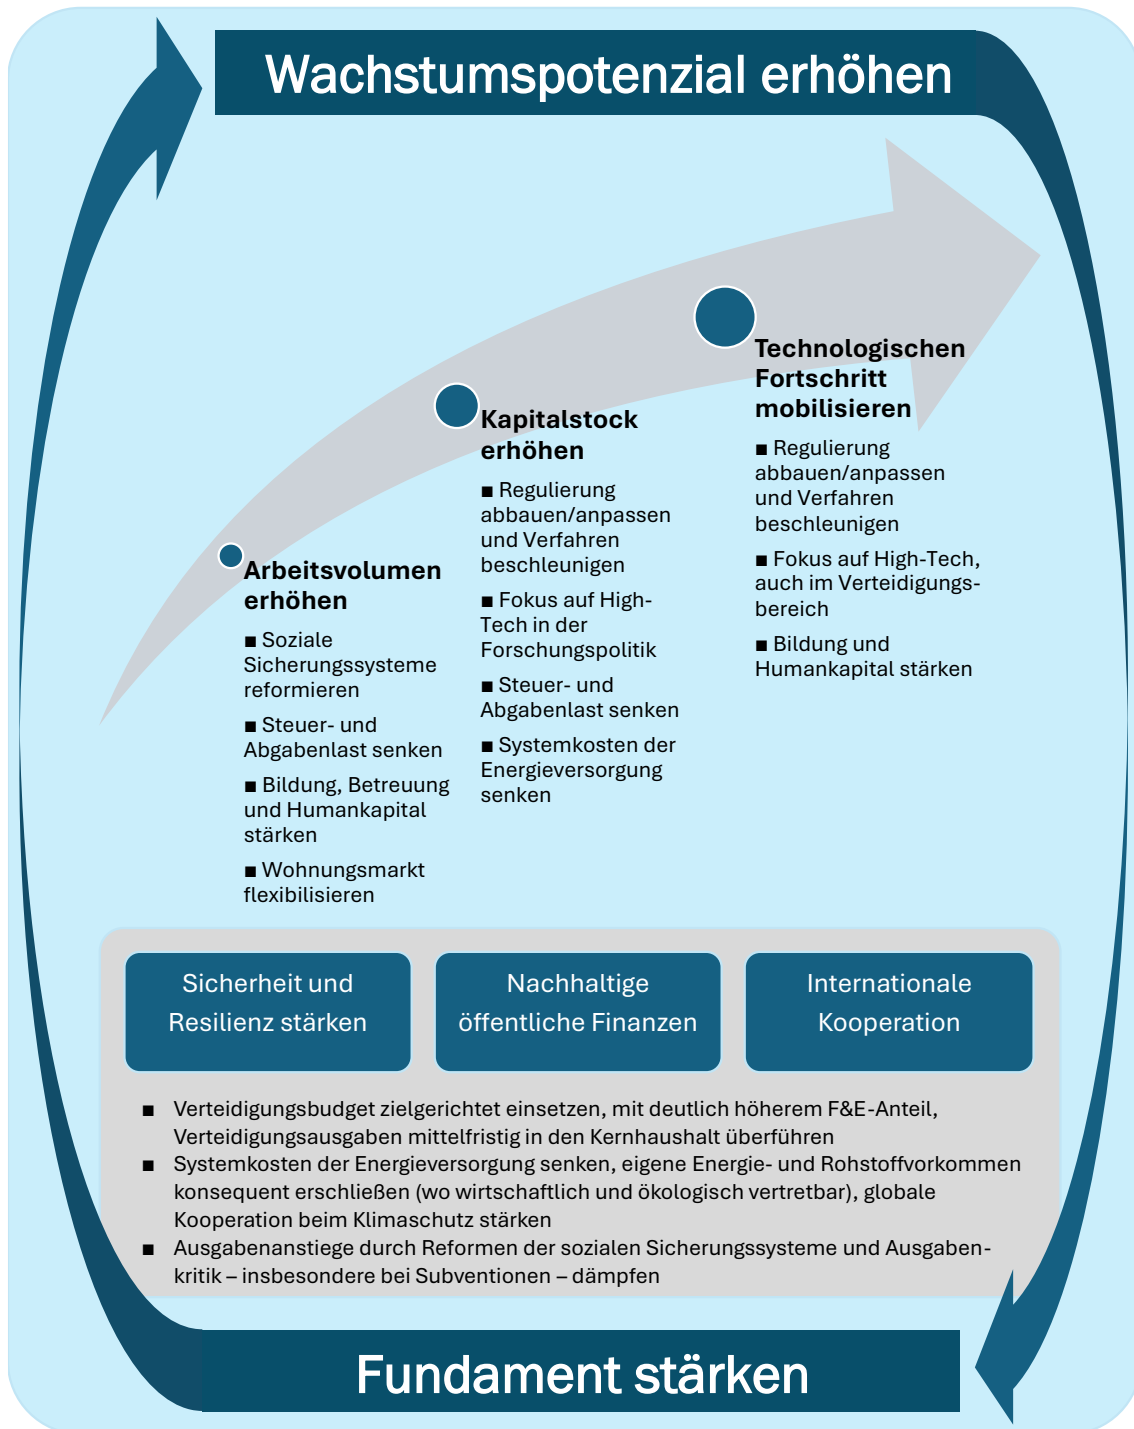 Wachstumspotenzial erhöhen
Technologischen
Fortschritt
mobilisieren
■ Regulierung
abbauen/anpassen
und Verfahren
beschleunigen
■ Fokus auf High-Tech,
auch im Verteidigungs-
bereich
■ Bildung und
Humankapital stärken
Kapitalstock
erhöhen
■ Regulierung
abbauen/anpassen
und Verfahren
beschleunigen
■ Fokus auf High-
Tech in der
Forschungspolitik
■ Steuer- und
Abgabenlast senken
■ Systemkosten der
Energieversorgung
senken
Arbeitsvolumen
erhöhen
■ Soziale
Sicherungssysteme
reformieren
■ Steuer- und
Abgabenlast senken
■ Bildung, Betreuung
und Humankapital
stärken
■ Wohnungsmarkt
flexibilisieren
Sicherheit und
Resilienz stärken
Nachhaltige
öffentliche Finanzen
Internationale
Kooperation
■ Verteidigungsbudget zielgerichtet einsetzen, mit deutlich höherem F&E-Anteil,
Verteidigungsausgaben mittelfristig in den Kernhaushalt überführen
■ Systemkosten der Energieversorgung senken, eigene Energie- und Rohstoffvorkommen
konsequent erschließen (wo wirtschaftlich und ökologisch vertretbar), globale
Kooperation beim Klimaschutz stärken
■ Ausgabenanstiege durch Reformen der sozialen Sicherungssysteme und Ausgaben-
kritik – insbesondere bei Subventionen – dämpfen
Fundament stärken